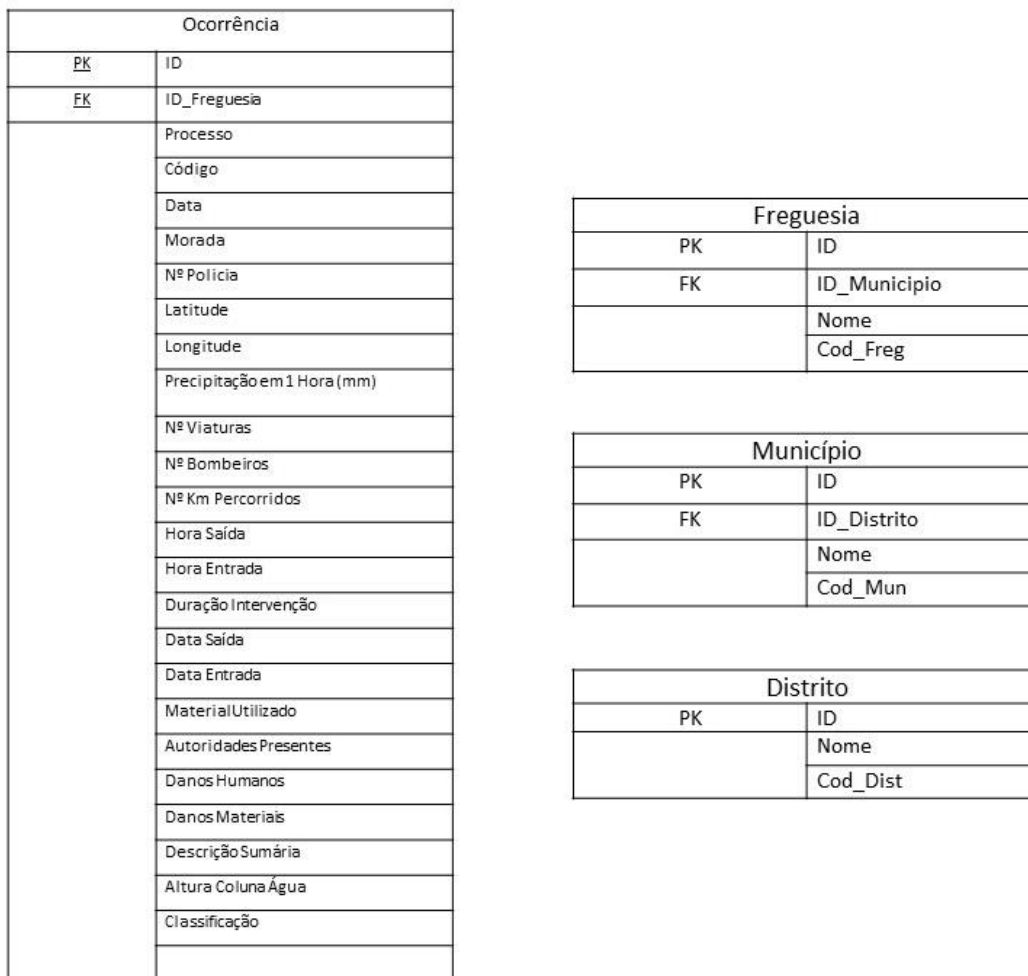 Ocorrência
PK ID
FK ID_Freguesia
Processo
Código
Data
Morada
Nº Policia
Latitude
Longitude
Precipitação em 1 Hora (mm)
Nº Viaturas
Nº Bombeiros
Nº Km Percorridos
Hora Saída
Hora Entrada
Duração Intervenção
Data Saída
Data Entrada
Material Utilizado
Autoridades Presentes
Danos Humanos
Danos Materiais
Descrição Sumária
Altura Coluna Água
Classificação
Freguesia
PK ID
FK ID_Municipio
Nome
Cod_Freg
Município
PK ID
FK ID_Distrito
Nome
Cod_Mun
Distrito
PK ID
Nome
Cod_Dist